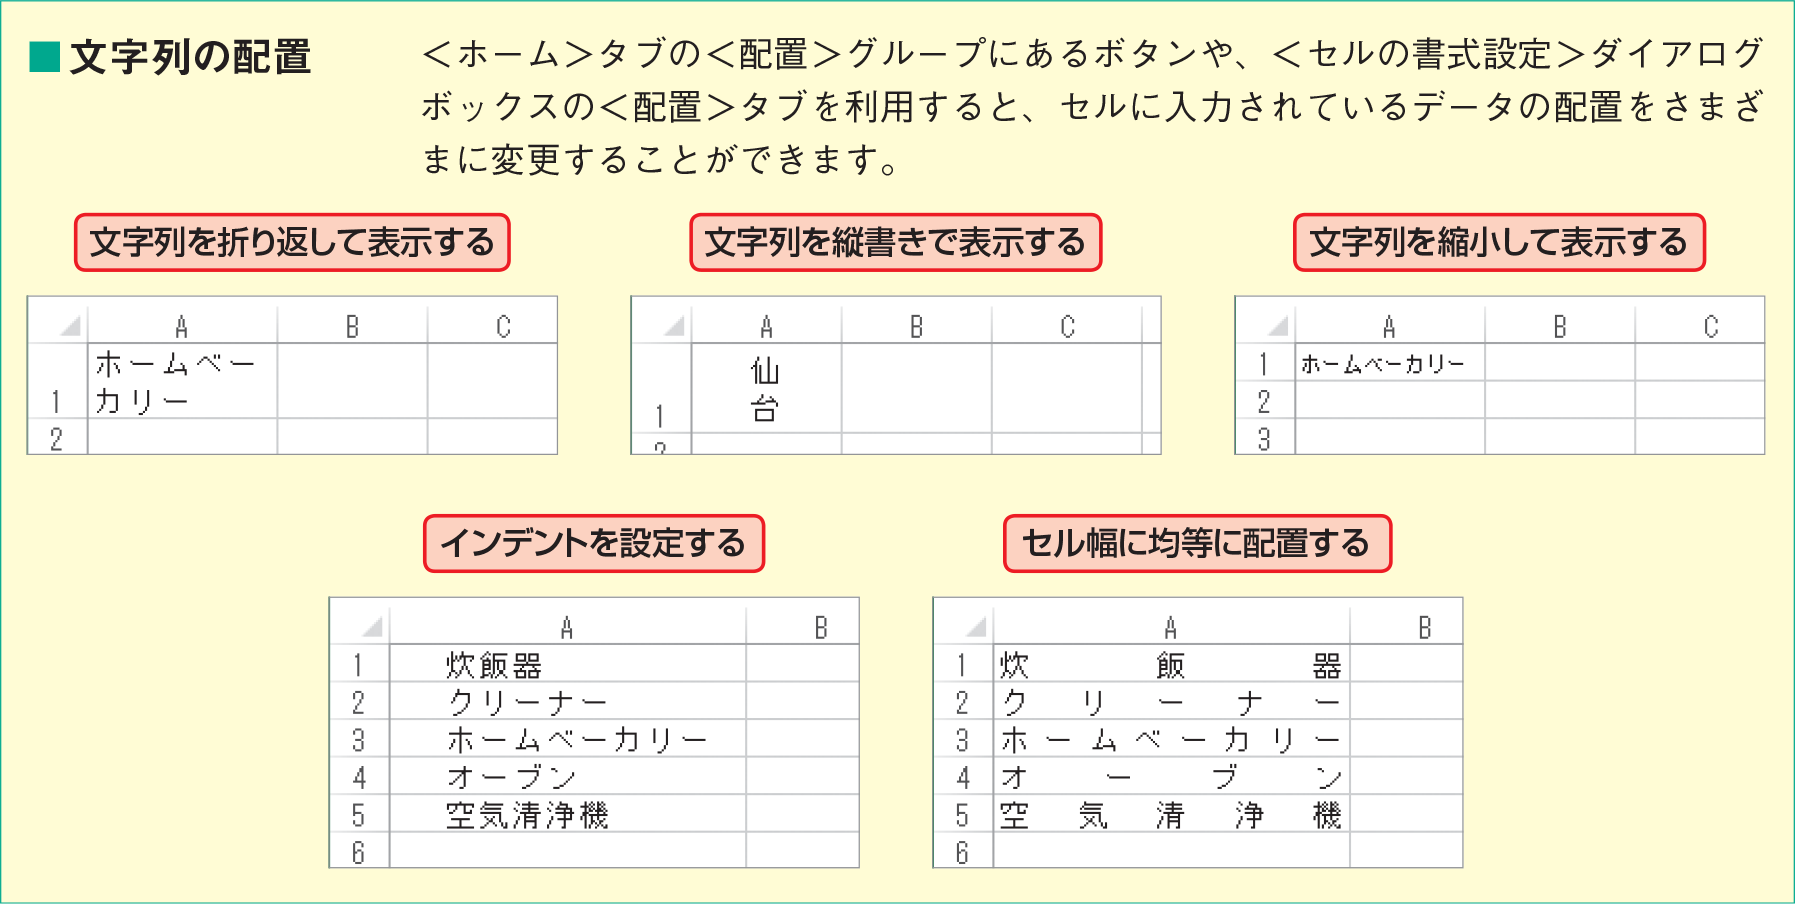 ■文字列の配置
＜ホーム＞タブの＜配置＞グループにあるボタンや、＜セルの書式設定＞ダイアログ
ボックスの＜配置＞タブを利用すると、セルに入力されているデータの配置をさまざ
まに変更することができます。
文字列を折り返して表示する
A B C
ホームベー
1 カリー
2
文字列を縦書きで表示する
A B C
仙
1 台
2
文字列を縮小して表示する
A B C
1 ホームベーカリー
2
3
インデントを設定する
A B
1 炊飯器
2 クリーナー
3 ホームベーカリー
4 オーブン
5 空気清浄機
6
セル幅に均等に配置する
A B
1 炊 飯 器
2 ク リ ー ナ ー
3 ホ ー ム ベ ー カ リ ー
4 オ ー ブ ン
5 空 気 清 浄 機
6